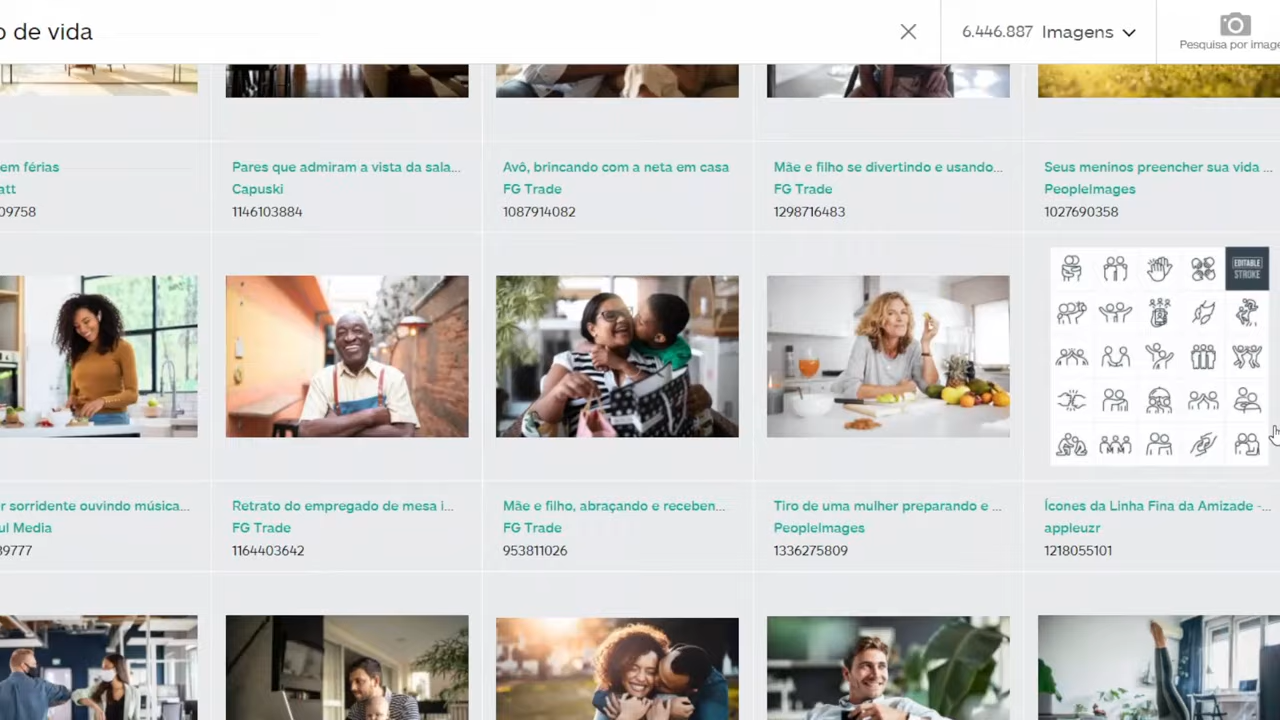 o de vida
6.446.887 Imagens
Pesquisa por image
em férias
att
09758
Pares que admiram a vista da sala...
Capuski
1146103884
Avô, brincando com a neta em casa
FG Trade
1087914082
Mãe e filho se divertindo e usando...
FG Trade
1298716483
Seus meninos preencher sua vida ...
PeopleImages
1027690358
EDITABLE
STROKE
r sorridente ouvindo música...
ul Media
39777
Retrato do empregado de mesa i...
FG Trade
1164403642
Mãe e filho, abraçando e receben...
FG Trade
953811026
Tiro de uma mulher preparando e ...
PeopleImages
1336275809
Ícones da Linha Fina da Amizade -...
appleuzr
1218055101